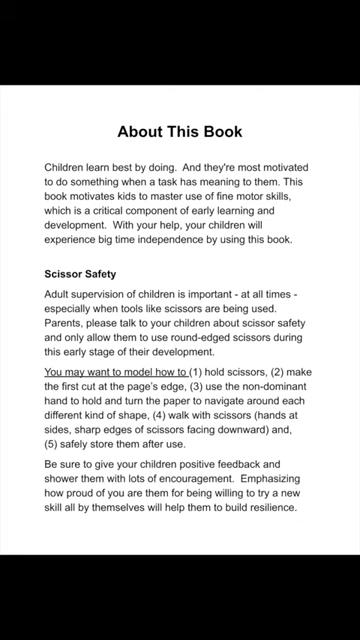 About This Book
Children learn best by doing.  And they're most motivated
to do something when a task has meaning to them. This
book motivates kids to master use of fine motor skills,
which is a critical component of early learning and
development.  With your help, your children will
experience big time independence by using this book.
Scissor Safety
Adult supervision of children is important - at all times -
especially when tools like scissors are being used.
Parents, please talk to your children about scissor safety
and only allow them to use round-edged scissors during
this early stage of their development.
You may want to model how to (1) hold scissors, (2) make
the first cut at the page's edge, (3) use the non-dominant
hand to hold and turn the paper to navigate around each
different kind of shape, (4) walk with scissors (hands at
sides, sharp edges of scissors facing downward) and,
(5) safely store them after use.
Be sure to give your children positive feedback and
shower them with lots of encouragement.  Emphasizing
how proud of you are them for being willing to try a new
skill all by themselves will help them to build resilience.